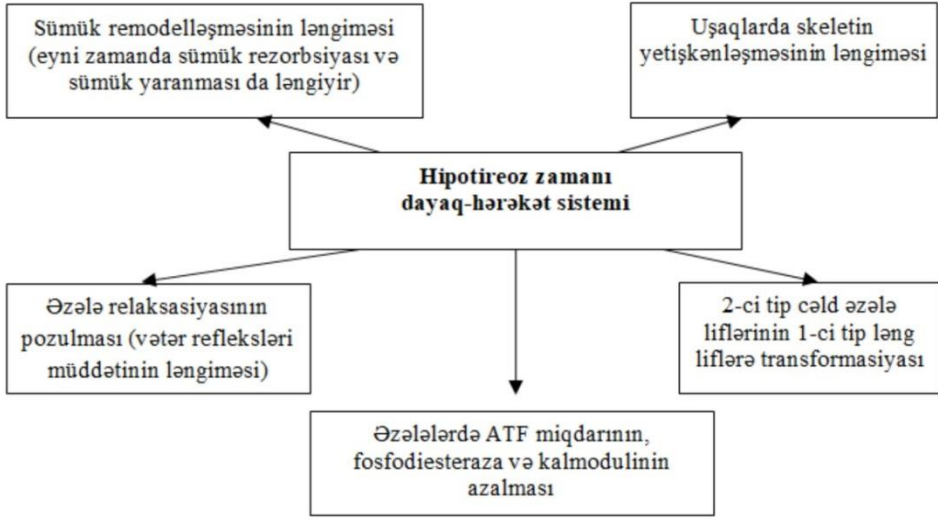 Sümük remodelləşməsinin ləngiməsi
(eyni zamanda sümük rezorbsiyası və
sümük yaranması da ləngiyir)
Uşaqlarda skeletin
yetişkənləşməsinin ləngiməsi
Hipotireoz zamanı
dayaq-hərəkət sistemi
Əzələ relaksasiyasının
pozulması (vətər refleksləri
müddətinin ləngiməsi)
2-ci tip cəld əzələ
liflərinin 1-ci tip ləng
liflərə transformasiyası
Əzələlərdə ATF miqdarının,
fosfodiesteraza və kalmodulinin
azalması